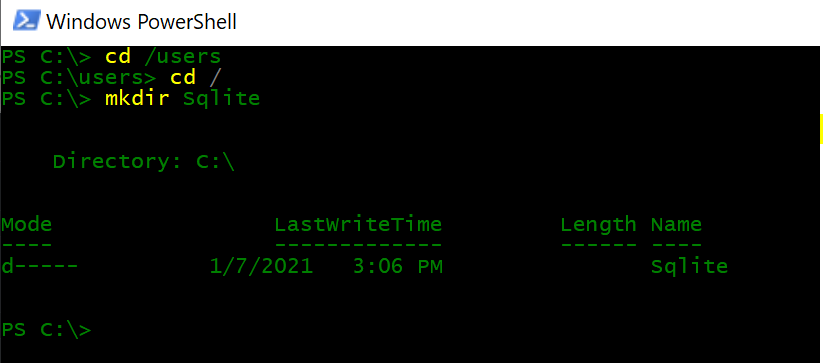 Windows PowerShell
PS C:\> cd /users
PS C:\users> cd /
PS C:\> mkdir Sqlite
Directory: C:\
Mode LastWriteTime Length Name
---- ------------- ------ ----
d----- 1/7/2021 3:06 PM Sqlite
PS C:\>